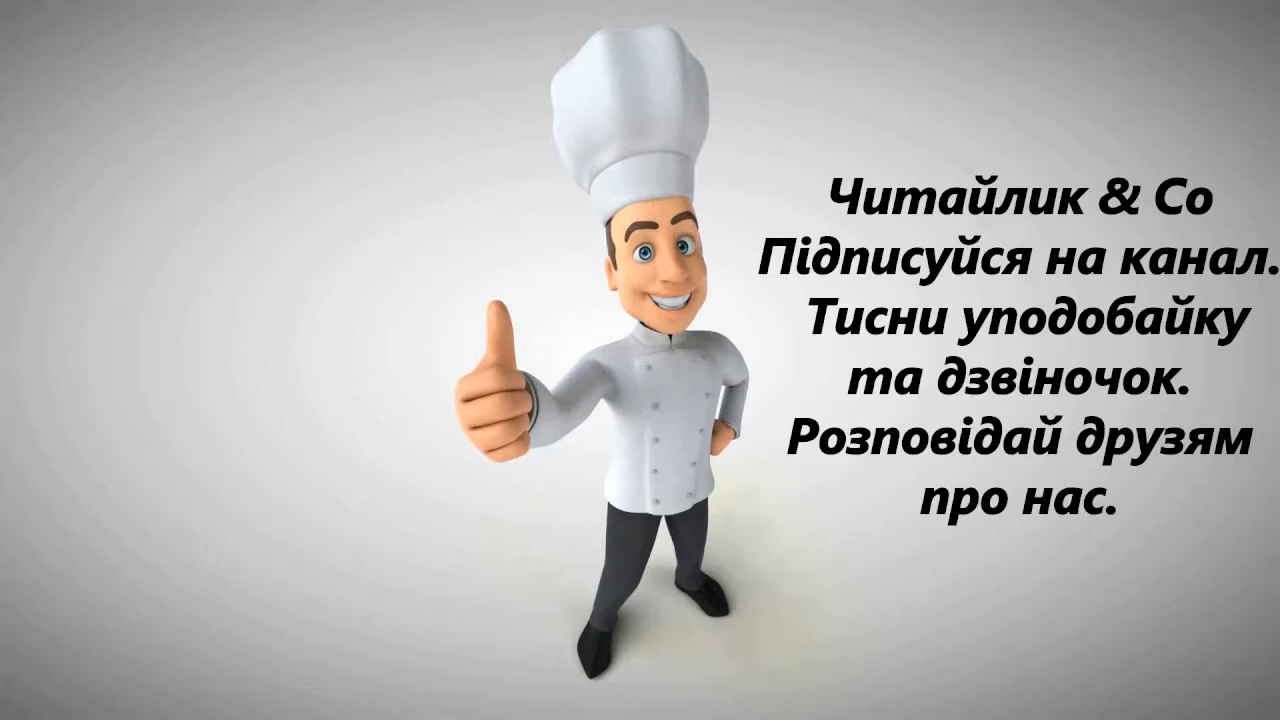 Читайлик & Co
Підписуйся на канал.
Тисни уподобайку
та дзвіночок.
Розповідай друзям
про нас.